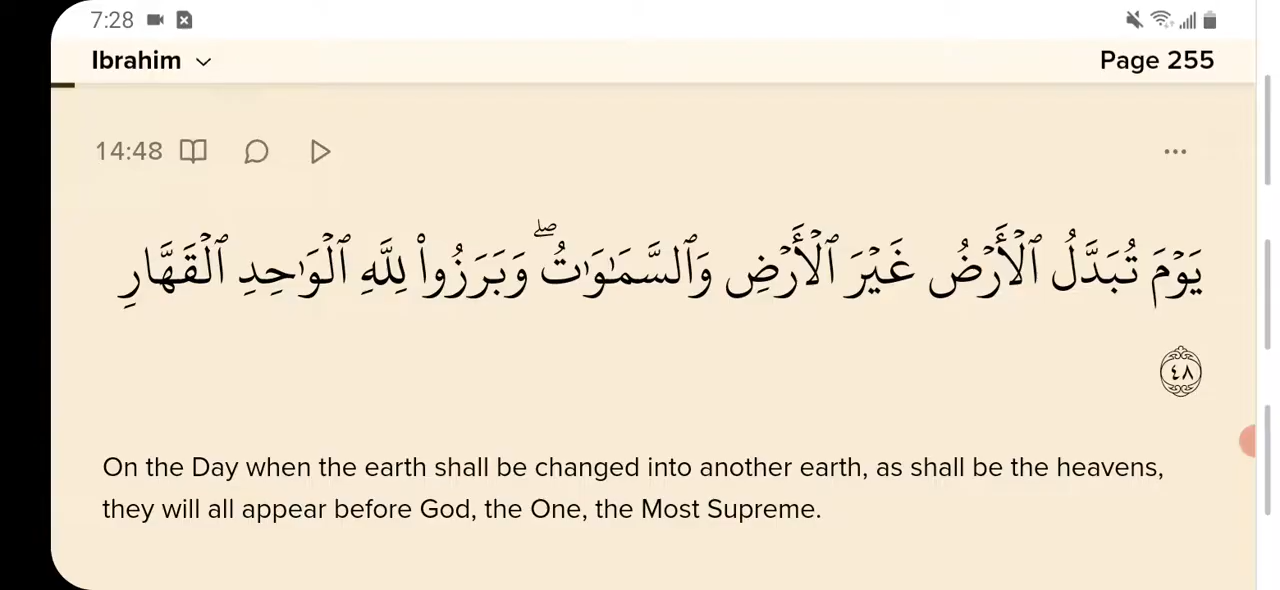 7:28
Ibrahim
Page 255
14:48
يَوْمَ تُبَدَّلُ ٱلْأَرْضُ غَيْرَ ٱلْأَرْضِ وَٱلسَّمَـٰوَٰتُ ۖ وَبَرَزُوا۟ لِلَّهِ ٱلْوَٰحِدِ ٱلْقَهَّارِ
٤٨
On the Day when the earth shall be changed into another earth, as shall be the heavens,
they will all appear before God, the One, the Most Supreme.